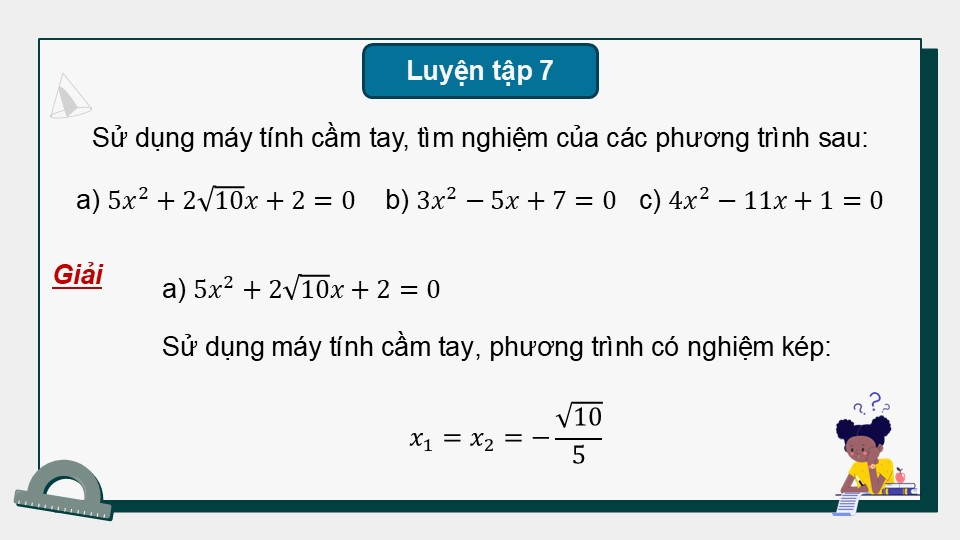 Luyện tập 7
Sử dụng máy tính cầm tay, tìm nghiệm của các phương trình sau:
a) 5𝑥² + 2√10𝑥 + 2 = 0 b) 3𝑥² − 5𝑥 + 7 = 0 c) 4𝑥² − 11𝑥 + 1 = 0
Giải
a) 5𝑥² + 2√10𝑥 + 2 = 0
Sử dụng máy tính cầm tay, phương trình có nghiệm kép:
𝑥₁ = 𝑥₂ = −√10/5
? ? ?